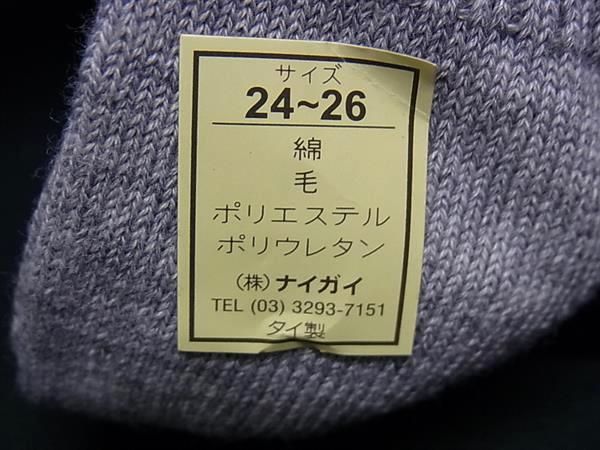 サイズ
24~26
綿
毛
ポリエステル
ポリウレタン
(株) ナイガイ
TEL (03) 3293-7151
タイ製